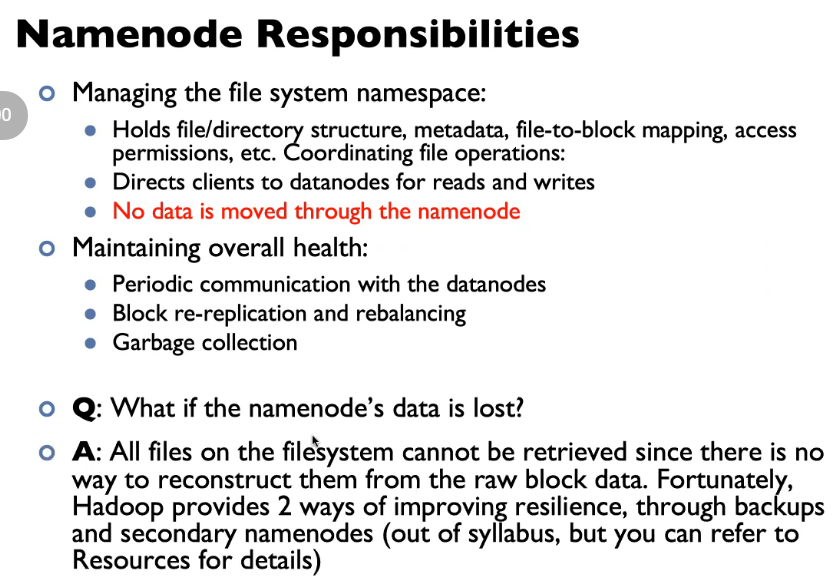 Namenode Responsibilities
Managing the file system namespace:
Holds file/directory structure, metadata, file-to-block mapping, access
permissions, etc. Coordinating file operations:
Directs clients to datanodes for reads and writes
No data is moved through the namenode
Maintaining overall health:
Periodic communication with the datanodes
Block re-replication and rebalancing
Garbage collection
Q: What if the namenode's data is lost?
A: All files on the filesystem cannot be retrieved since there is no
way to reconstruct them from the raw block data. Fortunately,
Hadoop provides 2 ways of improving resilience, through backups
and secondary namenodes (out of syllabus, but you can refer to
Resources for details)